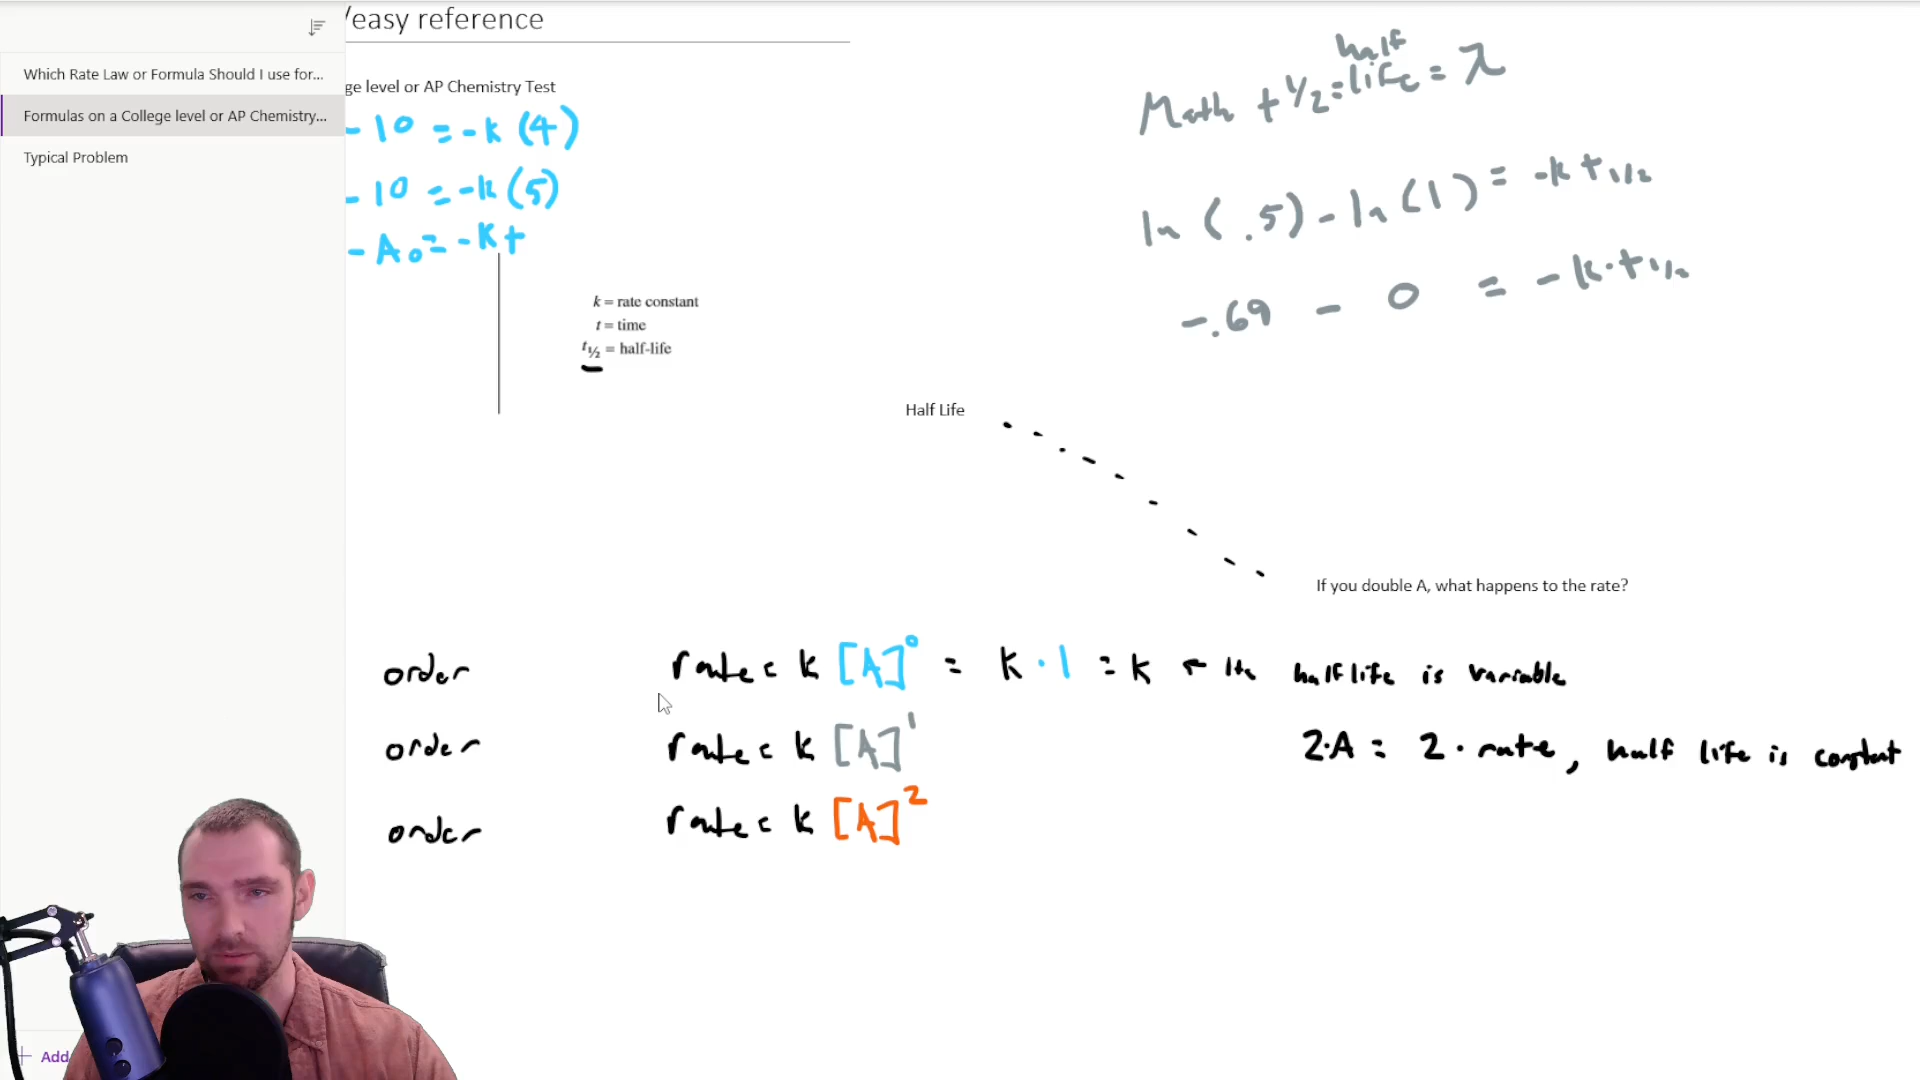 /easy reference
Which Rate Law or Formula Should I use for...
Formulas on a College level or AP Chemistry...
Typical Problem
ge level or AP Chemistry Test
- 10 = -k (4)
- 10 = -k (5)
- A₀ = -kt
k = rate constant
t = time
t½ = half-life
Math t ½ = half life = λ
ln (.5) - ln (1) = -k t 1/2
-.69 - 0 = -k · t 1/2
Half Life
If you double A, what happens to the rate?
order rate = k [A]⁰ = k · 1 = k ← the half life is variable
order rate = k [A]¹ 2·A = 2 · rate, half life is constant
order rate = k [A]²
+ Add